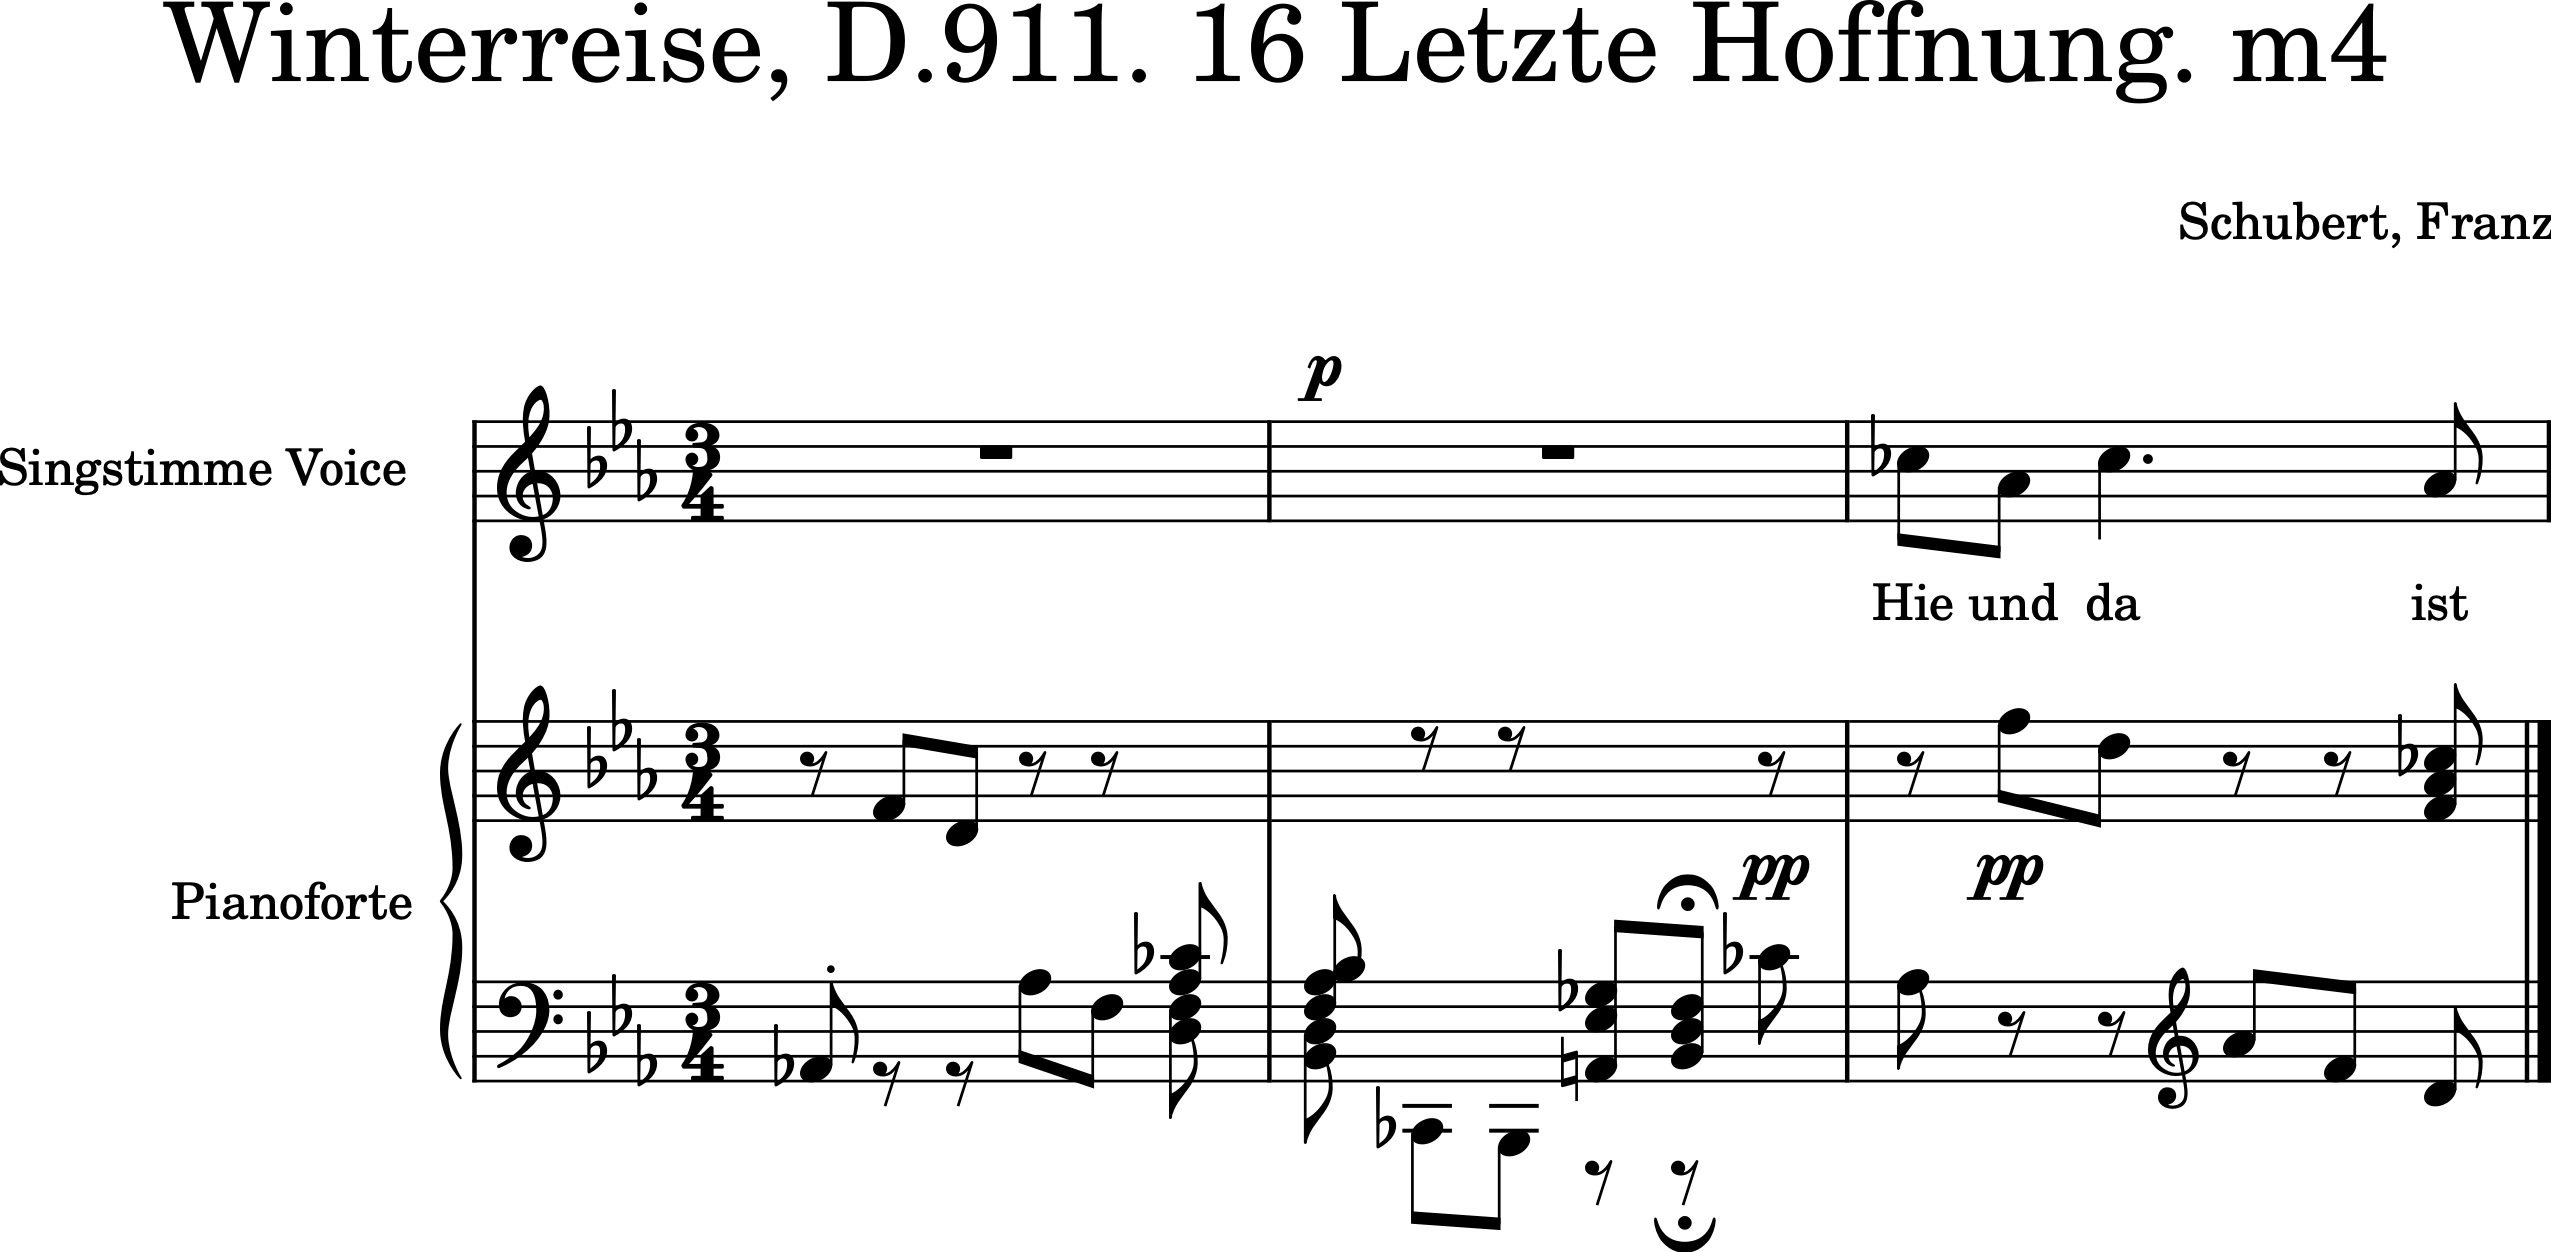 Winterreise, D.911. 16 Letzte Hoffnung. m4
Schubert, Franz
p
Singstimme Voice
Hie und da ist
pp pp
Pianoforte